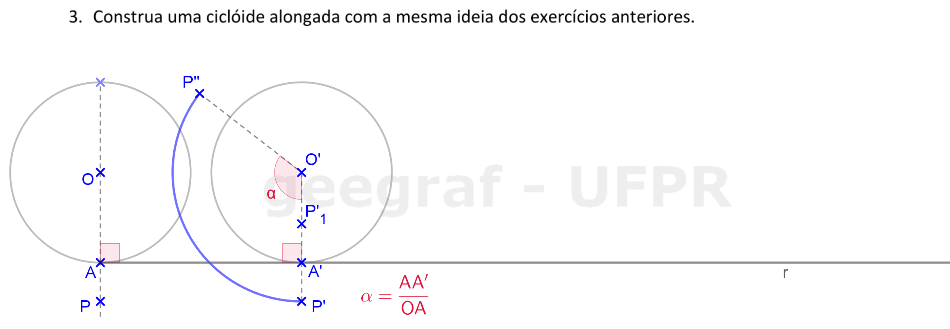 3. Construa uma ciclóide alongada com a mesma ideia dos exercícios anteriores.
P"
O
O'
α
geegraf - UFPR
P'₁
A
A'
r
P
P'
α = AA′/OA